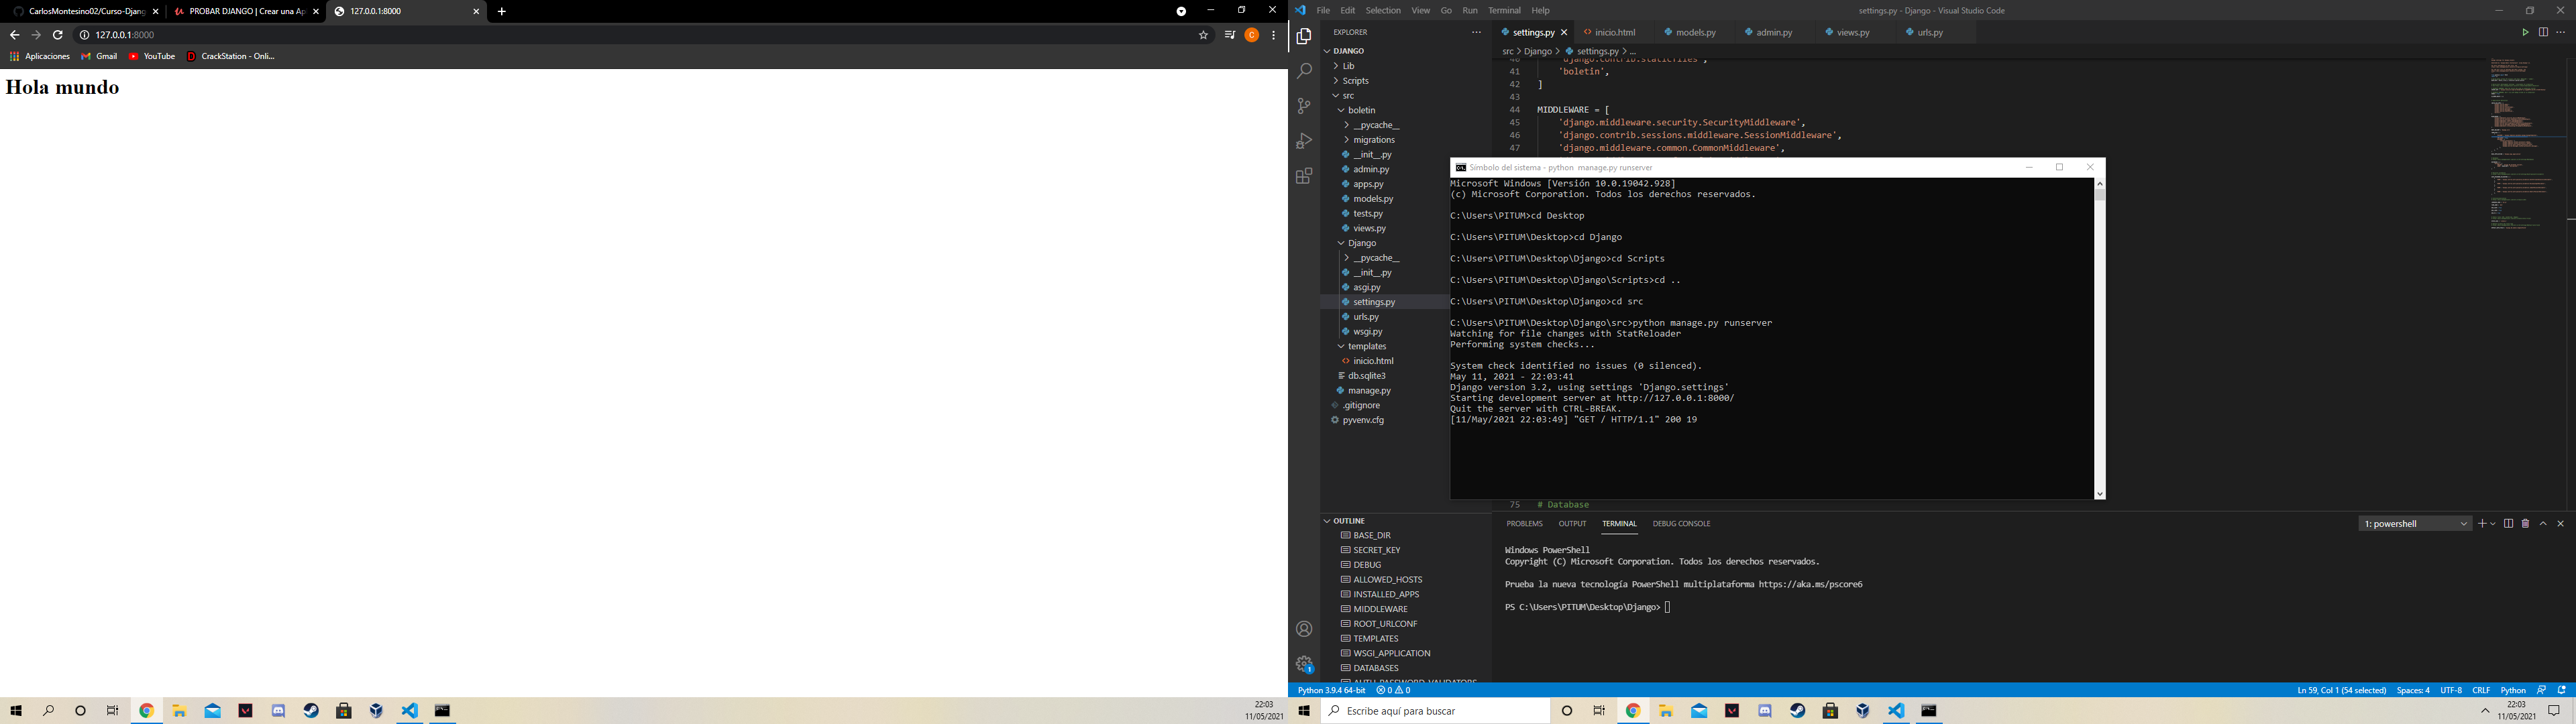 CarlosMontesino02/Curso-Djang
PROBAR DJANGO | Crear una Ap
127.0.0.1:8000
127.0.0.1:8000
Aplicaciones
Gmail
YouTube
CrackStation - Onli...
Hola mundo
22:03
11/05/2021
File Edit Selection View Go Run Terminal Help
settings.py - Django - Visual Studio Code
EXPLORER
DJANGO
Lib
Scripts
src
boletin
__pycache__
migrations
__init__.py
admin.py
apps.py
models.py
tests.py
views.py
Django
__pycache__
__init__.py
asgi.py
settings.py
urls.py
wsgi.py
templates
inicio.html
db.sqlite3
manage.py
.gitignore
pyvenv.cfg
OUTLINE
BASE_DIR
SECRET_KEY
DEBUG
ALLOWED_HOSTS
INSTALLED_APPS
MIDDLEWARE
ROOT_URLCONF
TEMPLATES
WSGI_APPLICATION
DATABASES
AUTH_PASSWORD_VALIDATORS
settings.py
inicio.html
models.py
admin.py
views.py
urls.py
src > Django > settings.py > ...
40 'django.contrib.staticfiles',
41 'boletin',
42 ]
43
44 MIDDLEWARE = [
45 'django.middleware.security.SecurityMiddleware',
46 'django.contrib.sessions.middleware.SessionMiddleware',
47 'django.middleware.common.CommonMiddleware',
Símbolo del sistema - python manage.py runserver
Microsoft Windows [Versión 10.0.19042.928]
(c) Microsoft Corporation. Todos los derechos reservados.
C:\Users\PITUM>cd Desktop
C:\Users\PITUM\Desktop>cd Django
C:\Users\PITUM\Desktop\Django>cd Scripts
C:\Users\PITUM\Desktop\Django\Scripts>cd ..
C:\Users\PITUM\Desktop\Django>cd src
C:\Users\PITUM\Desktop\Django\src>python manage.py runserver
Watching for file changes with StatReloader
Performing system checks...
System check identified no issues (0 silenced).
May 11, 2021 - 22:03:41
Django version 3.2, using settings 'Django.settings'
Starting development server at http://127.0.0.1:8000/
Quit the server with CTRL-BREAK.
[11/May/2021 22:03:49] "GET / HTTP/1.1" 200 19
75 # Database
PROBLEMS OUTPUT TERMINAL DEBUG CONSOLE
1: powershell
Windows PowerShell
Copyright (C) Microsoft Corporation. Todos los derechos reservados.
Prueba la nueva tecnología PowerShell multiplataforma https://aka.ms/pscore6
PS C:\Users\PITUM\Desktop\Django>
Python 3.9.4 64-bit
0 0
Ln 59, Col 1 (54 selected) Spaces: 4 UTF-8 CRLF Python
Escribe aquí para buscar
22:03
11/05/2021